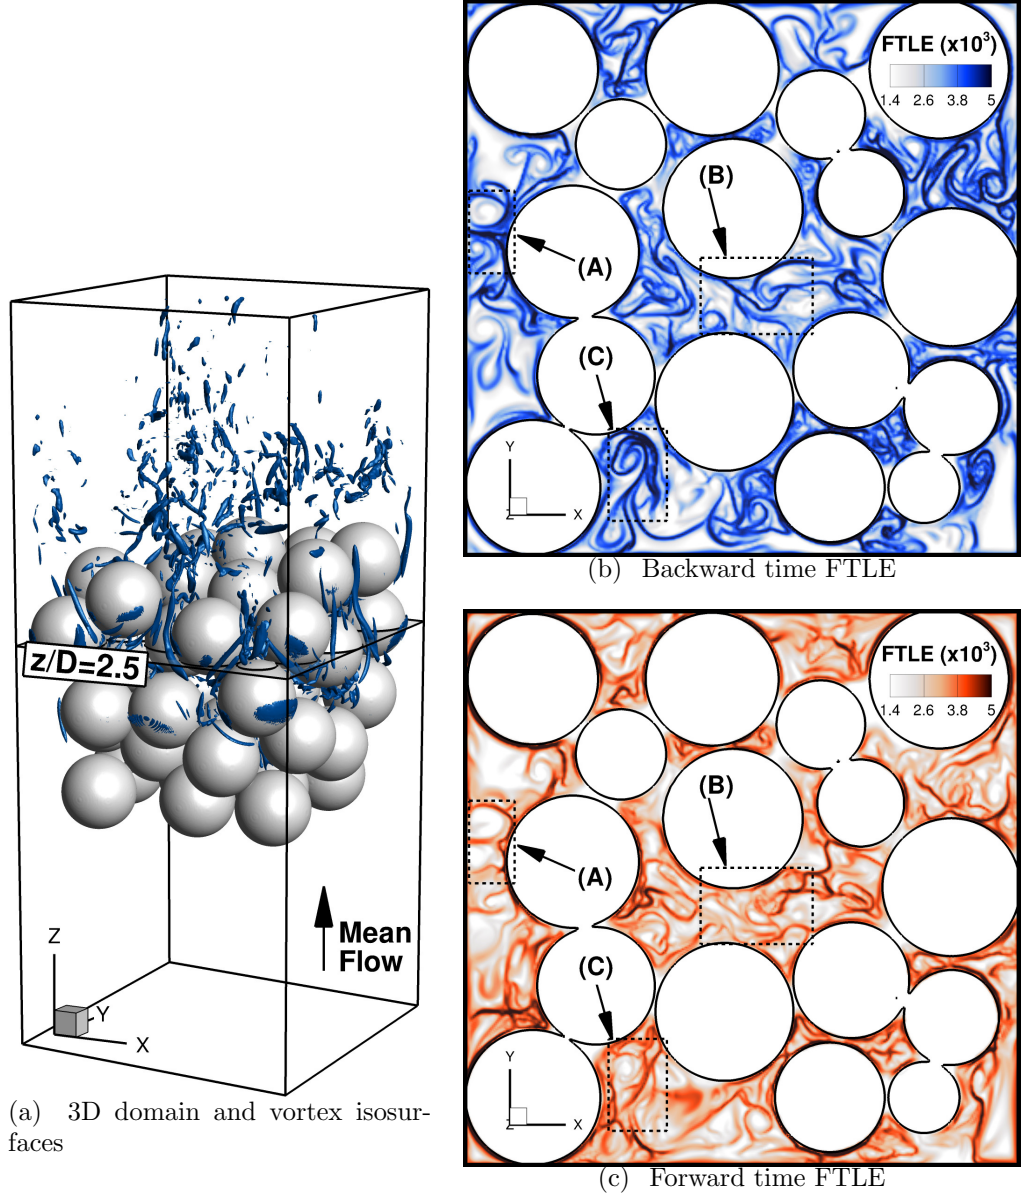 z/D=2.5
Mean
Flow
Z
Y
X
(a) 3D domain and vortex isosur-
faces
FTLE (x10³)
1.4 2.6 3.8 5
(A)
(B)
(C)
Y
Z
X
(b) Backward time FTLE
FTLE (x10³)
1.4 2.6 3.8 5
(A)
(B)
(C)
Y
Z
X
(c) Forward time FTLE